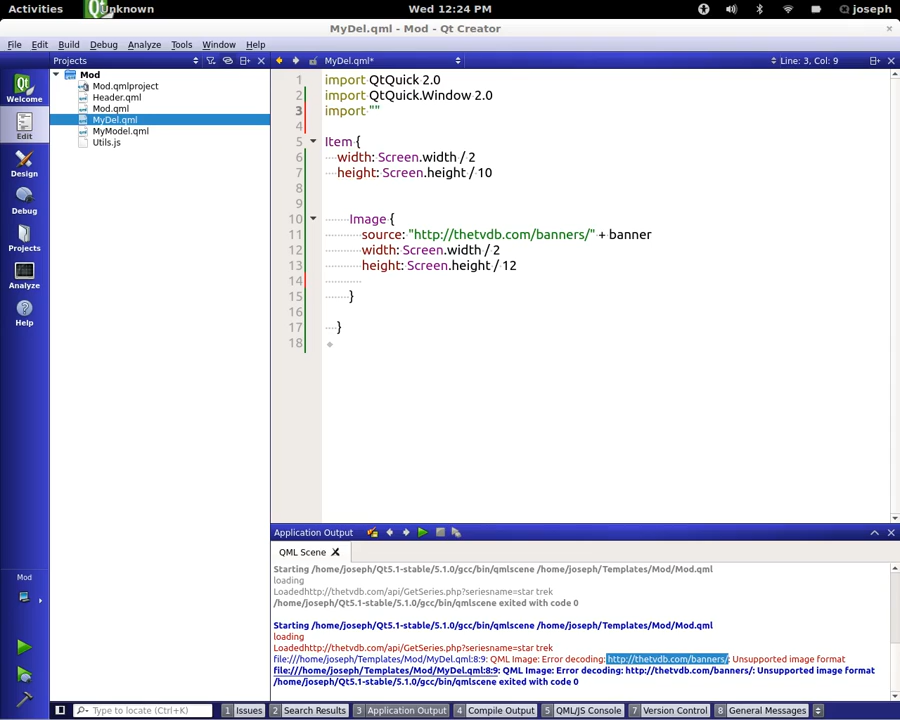 Activities Unknown Wed 12:24 PM joseph
MyDel.qml - Mod - Qt Creator
File Edit Build Debug Analyze Tools Window Help
Projects MyDel.qml* Line: 3, Col: 9
Mod
Mod.qmlproject
Header.qml
Mod.qml
MyDel.qml
MyModel.qml
Utils.js
Qt
Welcome
Edit
Design
Debug
Projects
Analyze
Help
Mod
1 import QtQuick 2.0
2 import QtQuick.Window 2.0
3 import ""
4
5 Item {
6 width: Screen.width / 2
7 height: Screen.height / 10
8
9
10 Image {
11 source: "http://thetvdb.com/banners/" + banner
12 width: Screen.width / 2
13 height: Screen.height / 12
14
15 }
16
17 }
18
Application Output
QML Scene
Starting /home/joseph/Qt5.1-stable/5.1.0/gcc/bin/qmlscene /home/joseph/Templates/Mod/Mod.qml
loading
Loadedhttp://thetvdb.com/api/GetSeries.php?seriesname=star trek
/home/joseph/Qt5.1-stable/5.1.0/gcc/bin/qmlscene exited with code 0
Starting /home/joseph/Qt5.1-stable/5.1.0/gcc/bin/qmlscene /home/joseph/Templates/Mod/Mod.qml
loading
Loadedhttp://thetvdb.com/api/GetSeries.php?seriesname=star trek
file:///home/joseph/Templates/Mod/MyDel.qml:8:9: QML Image: Error decoding: http://thetvdb.com/banners/: Unsupported image format
file:///home/joseph/Templates/Mod/MyDel.qml:8:9: QML Image: Error decoding: http://thetvdb.com/banners/: Unsupported image format
/home/joseph/Qt5.1-stable/5.1.0/gcc/bin/qmlscene exited with code 0
Type to locate (Ctrl+K) 1 Issues 2 Search Results 3 Application Output 4 Compile Output 5 QML/JS Console 7 Version Control 8 General Messages